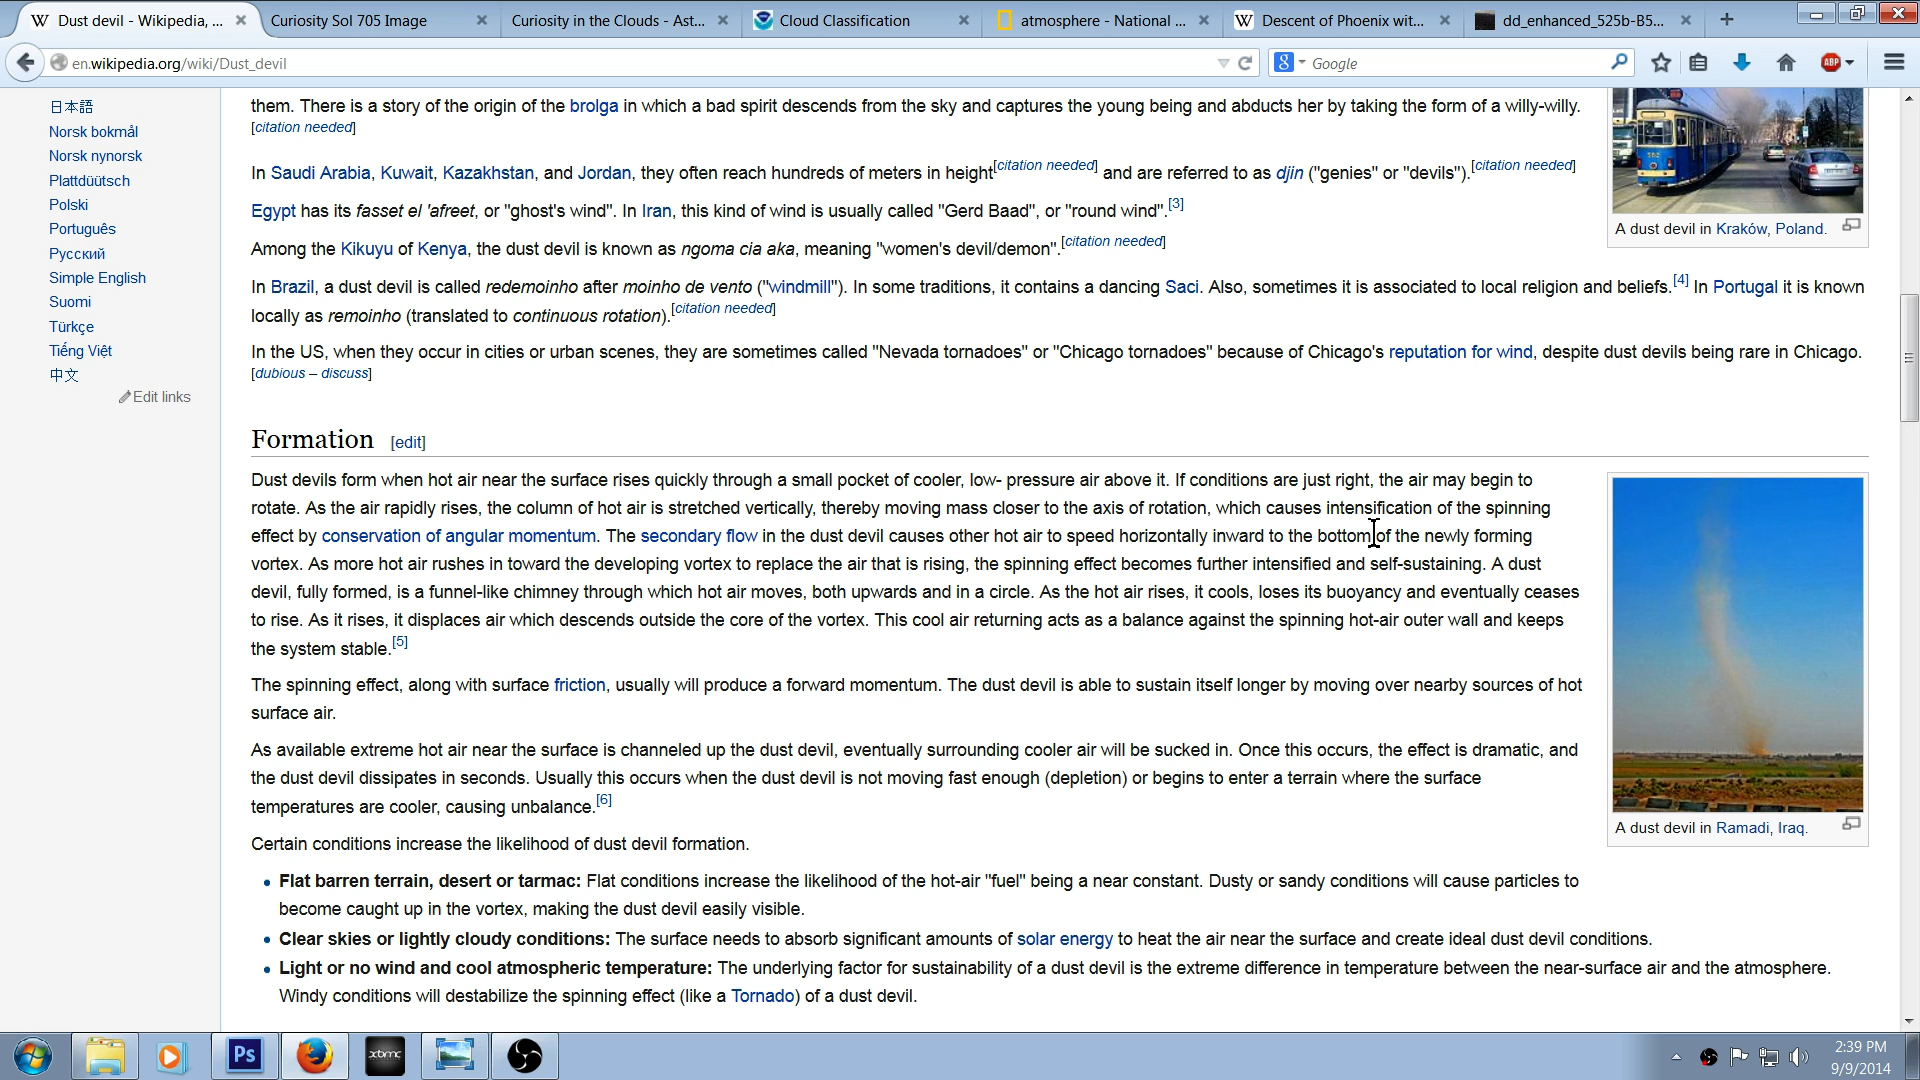 Dust devil - Wikipedia, ...
Curiosity Sol 705 Image
Curiosity in the Clouds - Ast...
Cloud Classification
atmosphere - National ...
Descent of Phoenix wit...
dd_enhanced_525b-B5...
en.wikipedia.org/wiki/Dust_devil
Google
ABP
日本語
Norsk bokmål
Norsk nynorsk
Plattdüütsch
Polski
Português
Русский
Simple English
Suomi
Türkçe
Tiếng Việt
中文
Edit links
them. There is a story of the origin of the brolga in which a bad spirit descends from the sky and captures the young being and abducts her by taking the form of a willy-willy.
[citation needed]
In Saudi Arabia, Kuwait, Kazakhstan, and Jordan, they often reach hundreds of meters in height[citation needed] and are referred to as djin ("genies" or "devils").[citation needed]
Egypt has its fasset el 'afreet, or "ghost's wind". In Iran, this kind of wind is usually called "Gerd Baad", or "round wind".[3]
Among the Kikuyu of Kenya, the dust devil is known as ngoma cia aka, meaning "women's devil/demon".[citation needed]
In Brazil, a dust devil is called redemoinho after moinho de vento ("windmill"). In some traditions, it contains a dancing Saci. Also, sometimes it is associated to local religion and beliefs.[4] In Portugal it is known
locally as remoinho (translated to continuous rotation).[citation needed]
In the US, when they occur in cities or urban scenes, they are sometimes called "Nevada tornadoes" or "Chicago tornadoes" because of Chicago's reputation for wind, despite dust devils being rare in Chicago.
[dubious – discuss]
A dust devil in Kraków, Poland.
Formation [edit]
Dust devils form when hot air near the surface rises quickly through a small pocket of cooler, low- pressure air above it. If conditions are just right, the air may begin to
rotate. As the air rapidly rises, the column of hot air is stretched vertically, thereby moving mass closer to the axis of rotation, which causes intensification of the spinning
effect by conservation of angular momentum. The secondary flow in the dust devil causes other hot air to speed horizontally inward to the bottom of the newly forming
vortex. As more hot air rushes in toward the developing vortex to replace the air that is rising, the spinning effect becomes further intensified and self-sustaining. A dust
devil, fully formed, is a funnel-like chimney through which hot air moves, both upwards and in a circle. As the hot air rises, it cools, loses its buoyancy and eventually ceases
to rise. As it rises, it displaces air which descends outside the core of the vortex. This cool air returning acts as a balance against the spinning hot-air outer wall and keeps
the system stable.[5]
The spinning effect, along with surface friction, usually will produce a forward momentum. The dust devil is able to sustain itself longer by moving over nearby sources of hot
surface air.
As available extreme hot air near the surface is channeled up the dust devil, eventually surrounding cooler air will be sucked in. Once this occurs, the effect is dramatic, and
the dust devil dissipates in seconds. Usually this occurs when the dust devil is not moving fast enough (depletion) or begins to enter a terrain where the surface
temperatures are cooler, causing unbalance.[6]
A dust devil in Ramadi, Iraq.
Certain conditions increase the likelihood of dust devil formation.
• Flat barren terrain, desert or tarmac: Flat conditions increase the likelihood of the hot-air "fuel" being a near constant. Dusty or sandy conditions will cause particles to
become caught up in the vortex, making the dust devil easily visible.
• Clear skies or lightly cloudy conditions: The surface needs to absorb significant amounts of solar energy to heat the air near the surface and create ideal dust devil conditions.
• Light or no wind and cool atmospheric temperature: The underlying factor for sustainability of a dust devil is the extreme difference in temperature between the near-surface air and the atmosphere.
Windy conditions will destabilize the spinning effect (like a Tornado) of a dust devil.
Ps
xbmc
2:39 PM
9/9/2014